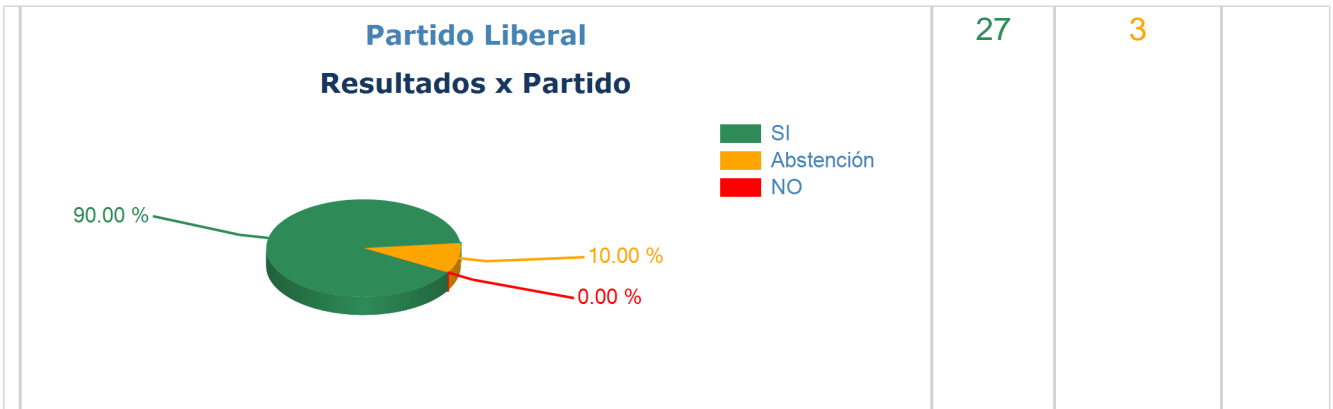 Partido Liberal
27
3
Resultados x Partido
SI
Abstención
NO
90.00 %
10.00 %
0.00 %